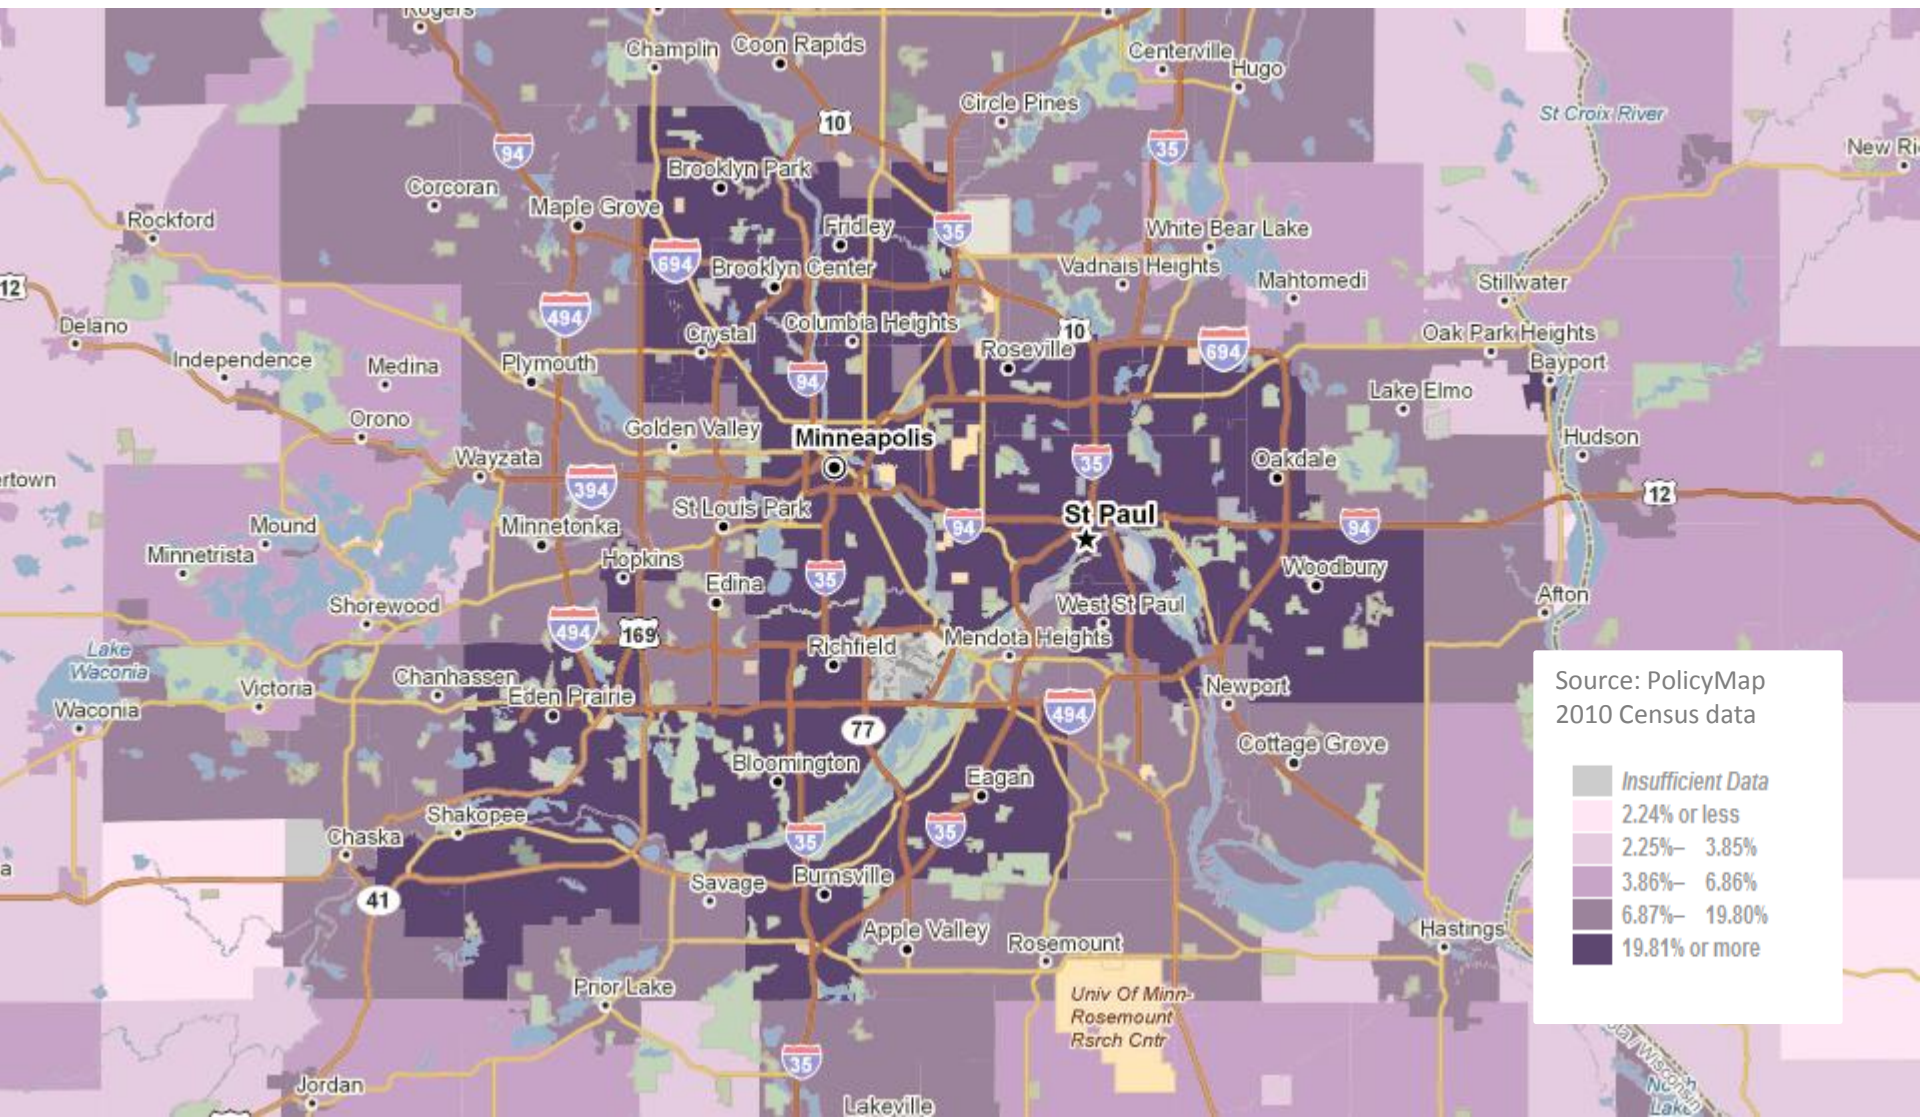 Rogers
Champlin
Coon Rapids
Centerville
Hugo
Circle Pines
10
St Croix River
94
35
New Ri
Brooklyn Park
Corcoran
Maple Grove
Rockford
Fridley
35
White Bear Lake
694
Brooklyn Center
Vadnais Heights
Mahtomedi
Stillwater
12
494
Delano
Crystal
Columbia Heights
10
Oak Park Heights
Independence
Medina
Plymouth
Roseville
694
Bayport
94
Lake Elmo
Orono
Golden Valley
Minneapolis
Hudson
Wayzata
35
Oakdale
ertown
394
12
St Louis Park
St Paul
Mound
Minnetonka
94
94
Minnetrista
Hopkins
Woodbury
Edina
35
Shorewood
West St Paul
Afton
494
169
Richfield
Mendota Heights
Lake
Waconia
Chanhassen
Victoria
Eden Prairie
Newport
Waconia
494
77
Cottage Grove
Bloomington
Eagan
Shakopee
Chaska
35
35
a
Savage
Burnsville
41
Apple Valley
Rosemount
Hastings
Prior Lake
Univ Of Minn-
Rosemount
Rsrch Cntr
35
Jordan
Lakeville
Source: PolicyMap
2010 Census data
Insufficient Data
2.24% or less
2.25%– 3.85%
3.86%– 6.86%
6.87%– 19.80%
19.81% or more
ota / Wisconsin
Lake